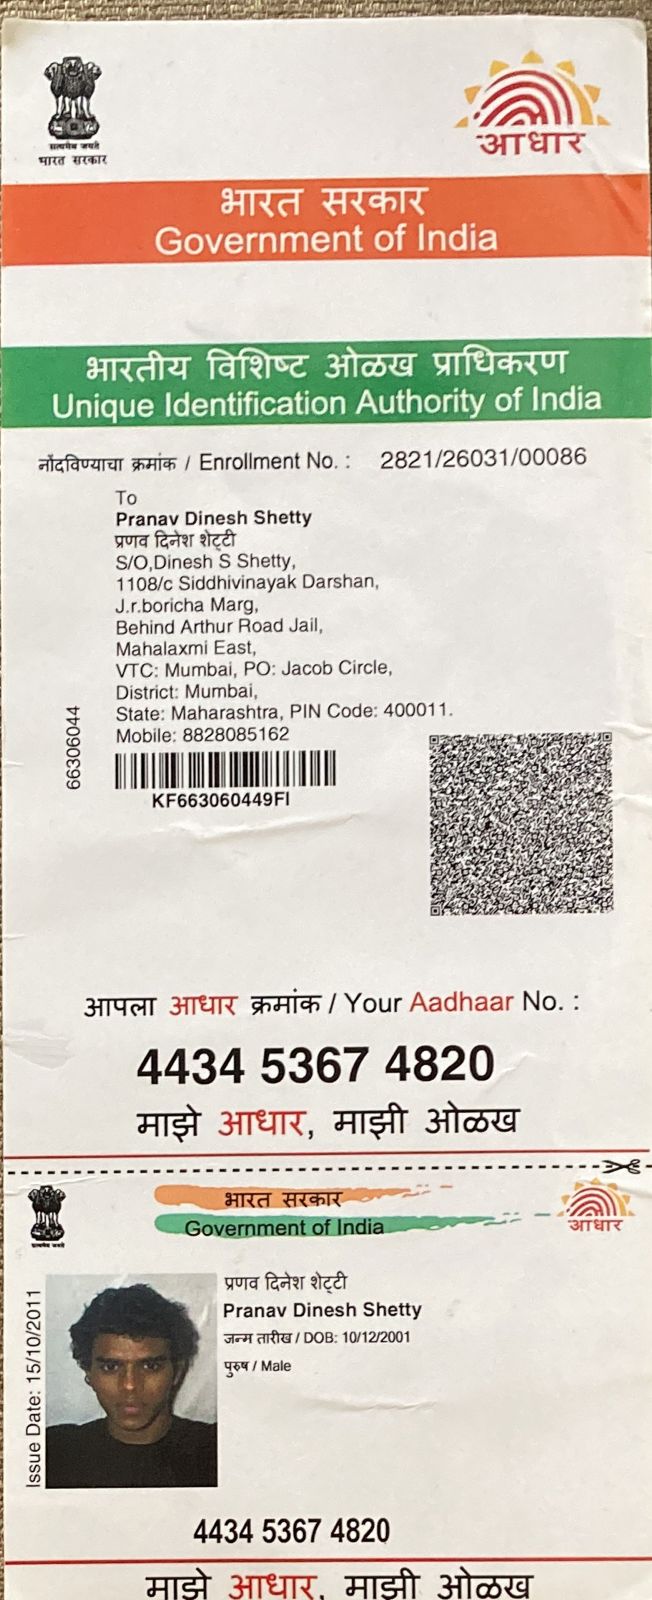 सत्यमेव जयते
भारत सरकार
आधार
भारत सरकार
Government of India
भारतीय विशिष्ट ओळख प्राधिकरण
Unique Identification Authority of India
नोंदविण्याचा क्रमांक / Enrollment No. : 2821/26031/00086
To
Pranav Dinesh Shetty
प्रणव दिनेश शेट्टी
S/O,Dinesh S Shetty,
1108/c Siddhivinayak Darshan,
J.r.boricha Marg,
Behind Arthur Road Jail,
Mahalaxmi East,
VTC: Mumbai, PO: Jacob Circle,
District: Mumbai,
State: Maharashtra, PIN Code: 400011.
Mobile: 8828085162
66306044
KF663060449FI
आपला आधार क्रमांक / Your Aadhaar No. :
4434 5367 4820
माझे आधार, माझी ओळख
भारत सरकार
Government of India
सत्यमेव जयते
आधार
प्रणव दिनेश शेट्टी
Pranav Dinesh Shetty
जन्म तारीख / DOB: 10/12/2001
पुरुष / Male
Issue Date: 15/10/2011
4434 5367 4820
माझे आधार, माझी ओळख